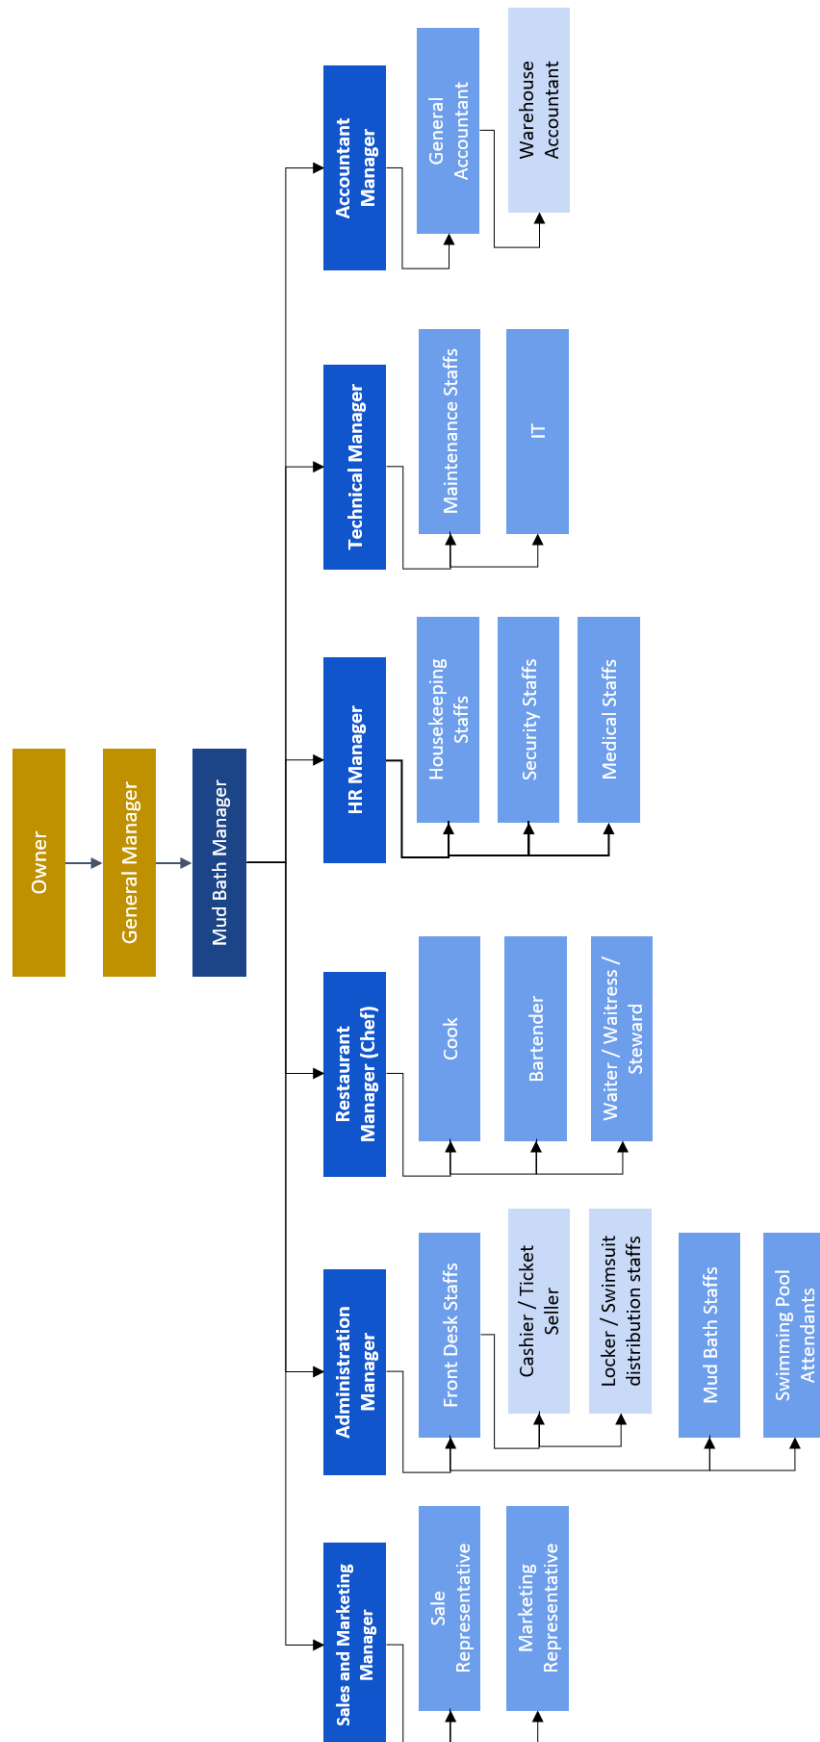 Owner
General Manager
Mud Bath Manager
Sales and Marketing
Manager
Sale
Representative
Marketing
Representative
Administration
Manager
Front Desk Staffs
Cashier / Ticket
Seller
Locker / Swimsuit
distribution staffs
Mud Bath Staffs
Swimming Pool
Attendants
Restaurant
Manager (Chef)
Cook
Bartender
Waiter / Waitress /
Steward
HR Manager
Housekeeping
Staffs
Security Staffs
Medical Staffs
Technical Manager
Maintenance Staffs
IT
Accountant
Manager
General
Accountant
Warehouse
Accountant